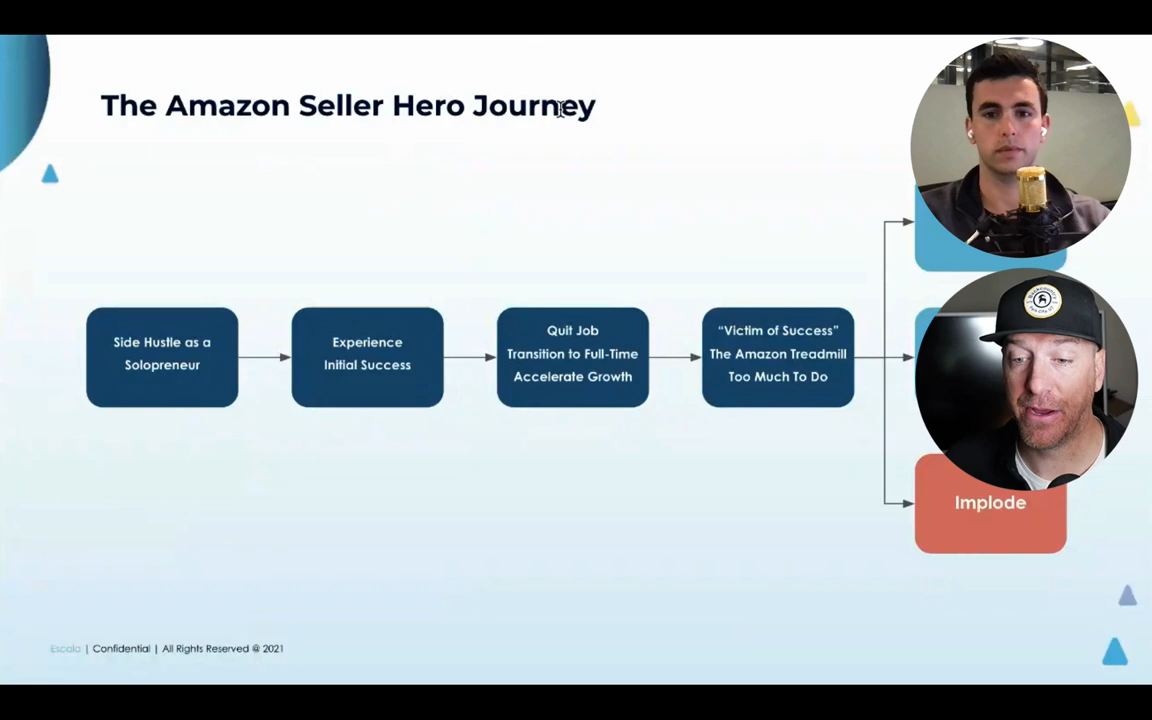 The Amazon Seller Hero Journey
Side Hustle as a
Solopreneur
Experience
Initial Success
Quit Job
Transition to Full-Time
Accelerate Growth
“Victim of Success”
The Amazon Treadmill
Too Much To Do
Implode
Escala | Confidential | All Rights Reserved @ 2021